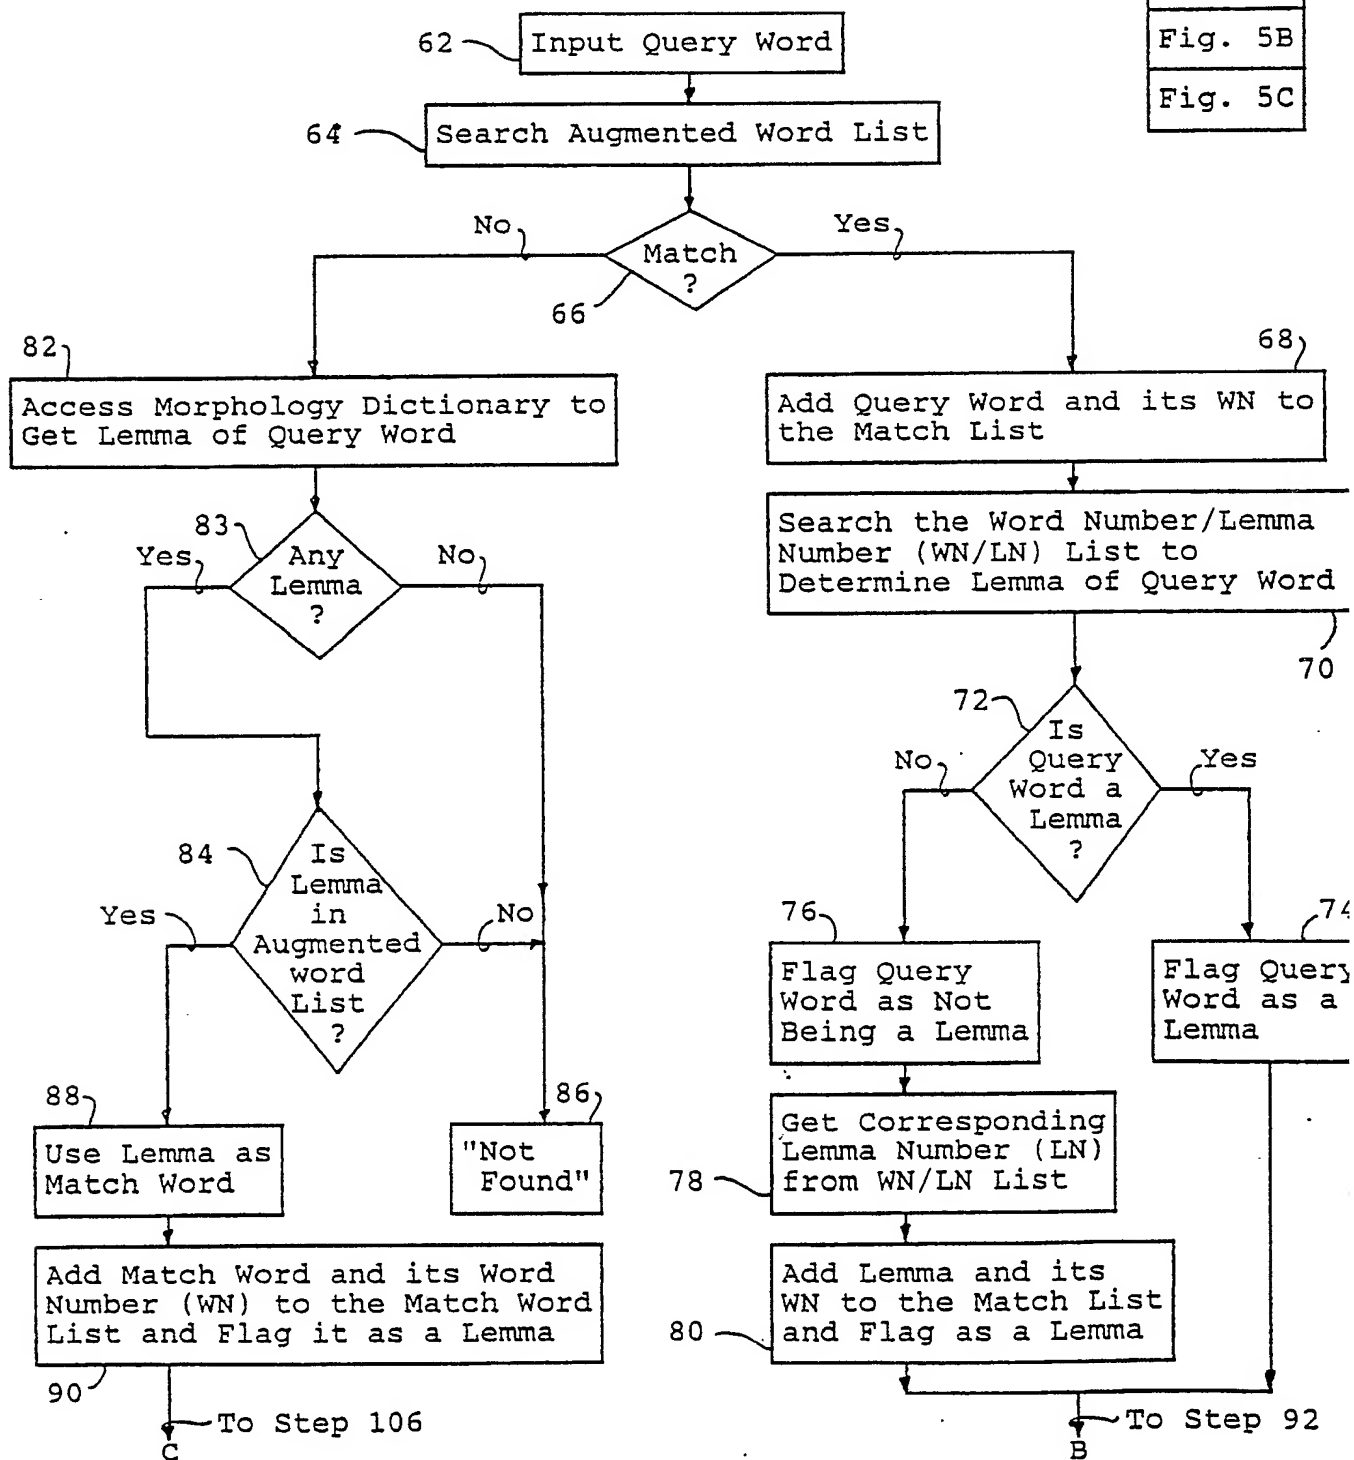 Fig. 5B
Fig. 5C
62
Input Query Word
64
Search Augmented Word List
No
Match
?
Yes
66
82
Access Morphology Dictionary to
Get Lemma of Query Word
68
Add Query Word and its WN to
the Match List
83
Yes
Any
Lemma
?
No
Search the Word Number/Lemma
Number (WN/LN) List to
Determine Lemma of Query Word
70
72
No
Is
Query
Word a
Lemma
?
Yes
84
Yes
Is
Lemma
in
Augmented
word
List
?
No
76
Flag Query
Word as Not
Being a Lemma
74
Flag Query
Word as a
Lemma
88
Use Lemma as
Match Word
86
"Not
Found"
78
Get Corresponding
Lemma Number (LN)
from WN/LN List
Add Match Word and its Word
Number (WN) to the Match Word
List and Flag it as a Lemma
90
80
Add Lemma and its
WN to the Match List
and Flag as a Lemma
To Step 106
C
To Step 92
B